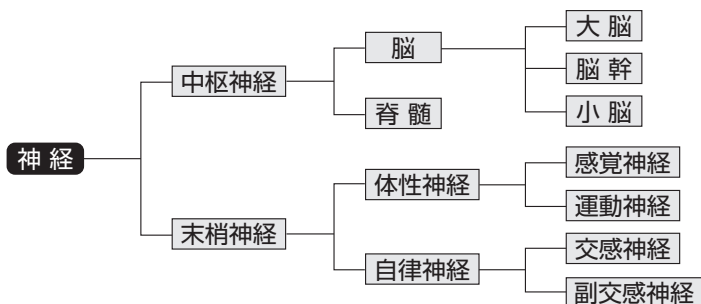 神経
中枢神経
脳
大脳
脳幹
小脳
脊髄
末梢神経
体性神経
感覚神経
運動神経
自律神経
交感神経
副交感神経